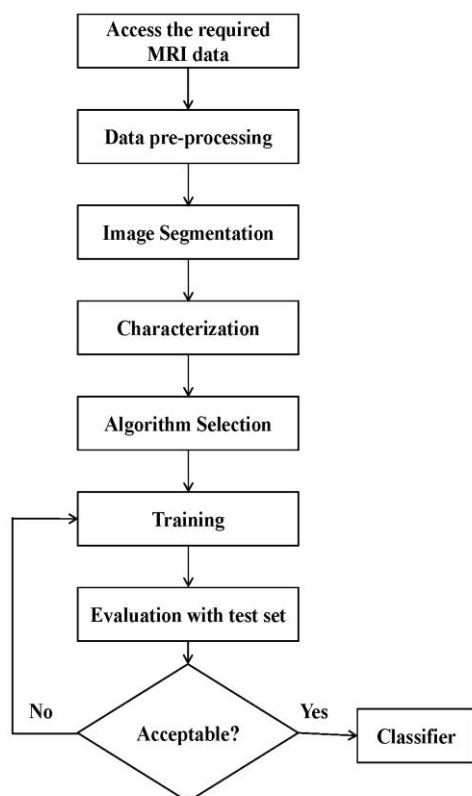 Access the required
MRI data
Data pre-processing
Image Segmentation
Characterization
Algorithm Selection
Training
Evaluation with test set
No
Acceptable?
Yes
Classifier